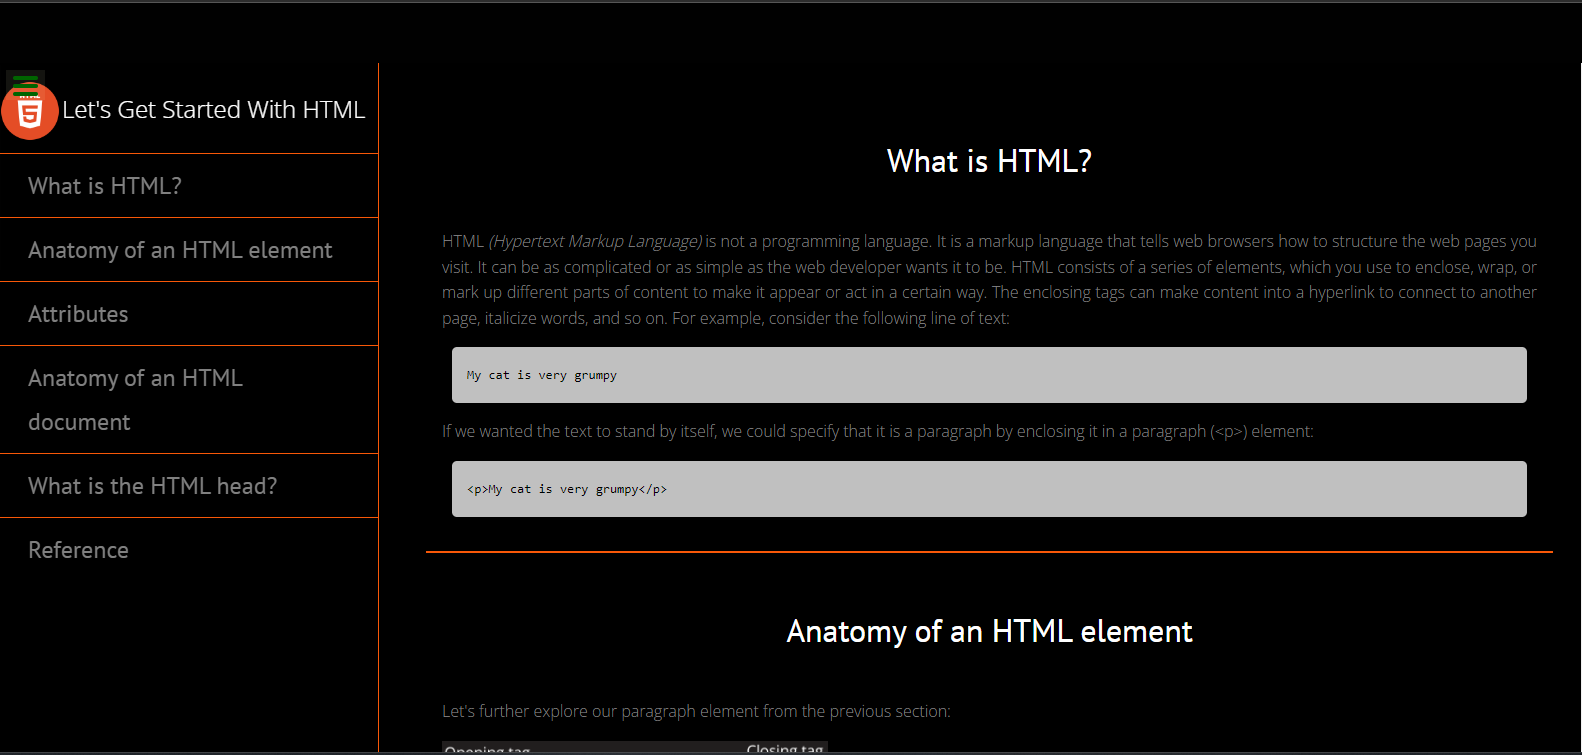 Let's Get Started With HTML
What is HTML?
Anatomy of an HTML element
Attributes
Anatomy of an HTML
document
What is the HTML head?
Reference
What is HTML?
HTML (Hypertext Markup Language) is not a programming language. It is a markup language that tells web browsers how to structure the web pages you
visit. It can be as complicated or as simple as the web developer wants it to be. HTML consists of a series of elements, which you use to enclose, wrap, or
mark up different parts of content to make it appear or act in a certain way. The enclosing tags can make content into a hyperlink to connect to another
page, italicize words, and so on. For example, consider the following line of text:
My cat is very grumpy
If we wanted the text to stand by itself, we could specify that it is a paragraph by enclosing it in a paragraph (<p>) element:
<p>My cat is very grumpy</p>
Anatomy of an HTML element
Let's further explore our paragraph element from the previous section:
Opening tag
Closing tag